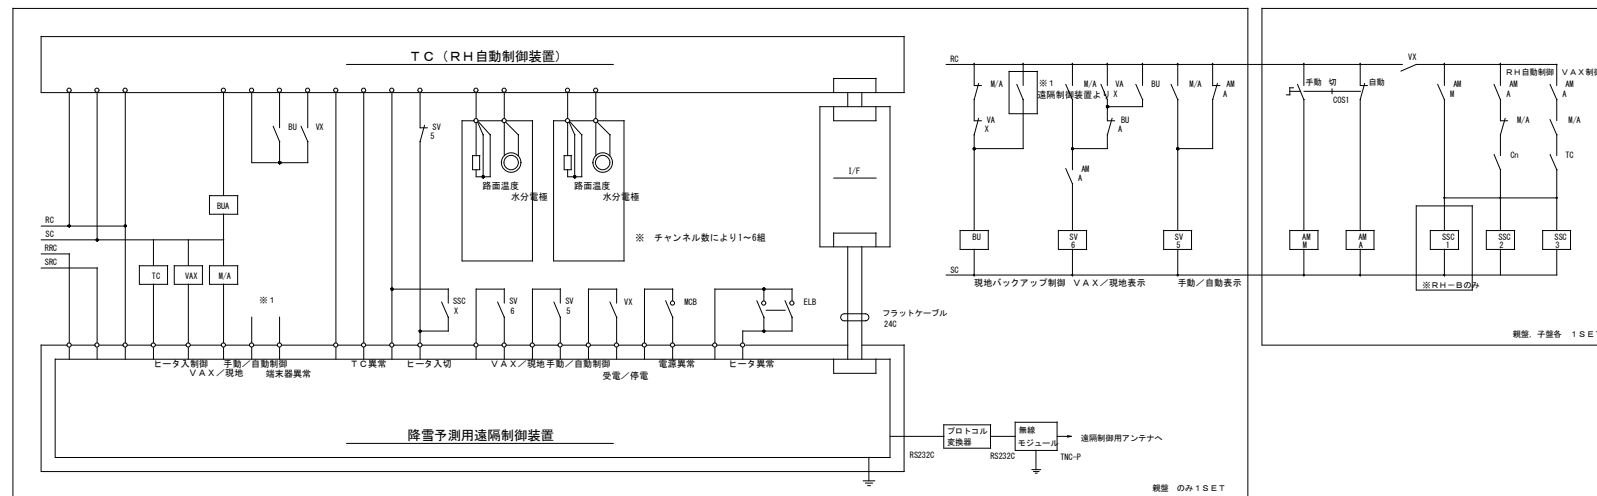 TC（RH自動制御装置）
BU
VX
SV
5
路面温度
水分電極
路面温度
水分電極
I/F
BUA
RC
SC
RRC
SRC
TC
VAX
M/A
※ チャンネル数により1～6組
※1
SSC
X
SV
6
SV
5
VX
MCB
ELB
フラットケーブル
24C
ヒータ入制御
VAX／現地
手動／自動制御
端末器異常
TC異常
ヒータ入切
VAX／現地
手動／自動制御
受電／停電
電源異常
ヒータ異常
降雪予測用遠隔制御装置
RS232C
プロトコル
変換器
RS232C
無線
モジュール
TNC-P
遠隔制御用アンテナへ
親盤 のみ1SET
RC
M/A
※1
遠隔制御装置より
M/A
VA
X
BU
M/A
AM
A
VA
X
BU
A
AM
A
BU
SV
6
SV
5
SC
現地バックアップ制御
VAX／現地表示
手動／自動表示
VX
RH自動制御
VAX制
手動
切
自動
COS1
AM
M
AM
A
AM
A
M/A
M/A
Cn
TC
AM
M
AM
A
SSC
1
SSC
2
SSC
3
※RH－Bのみ
親盤．子盤各 1SET